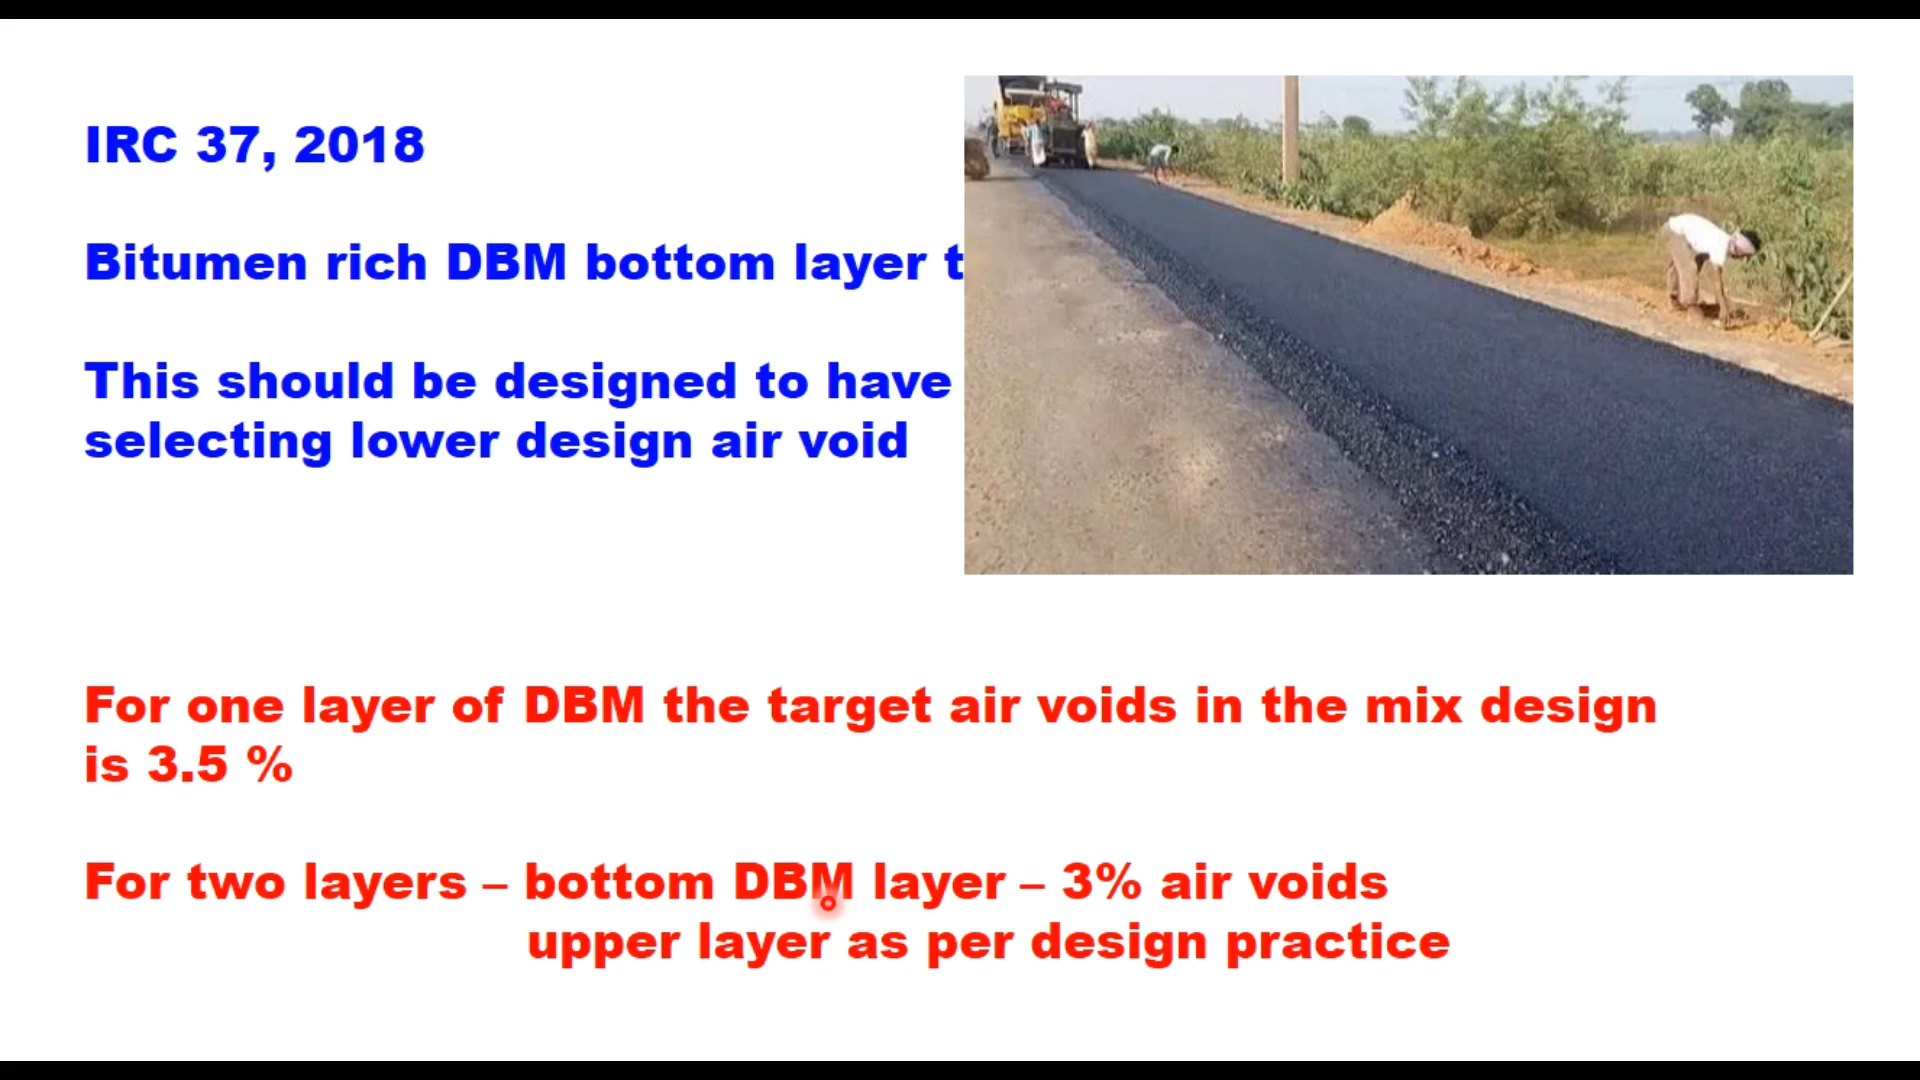 IRC 37, 2018
Bitumen rich DBM bottom layer t
This should be designed to have
selecting lower design air void
For one layer of DBM the target air voids in the mix design
is 3.5 %
For two layers – bottom DBM layer – 3% air voids
upper layer as per design practice